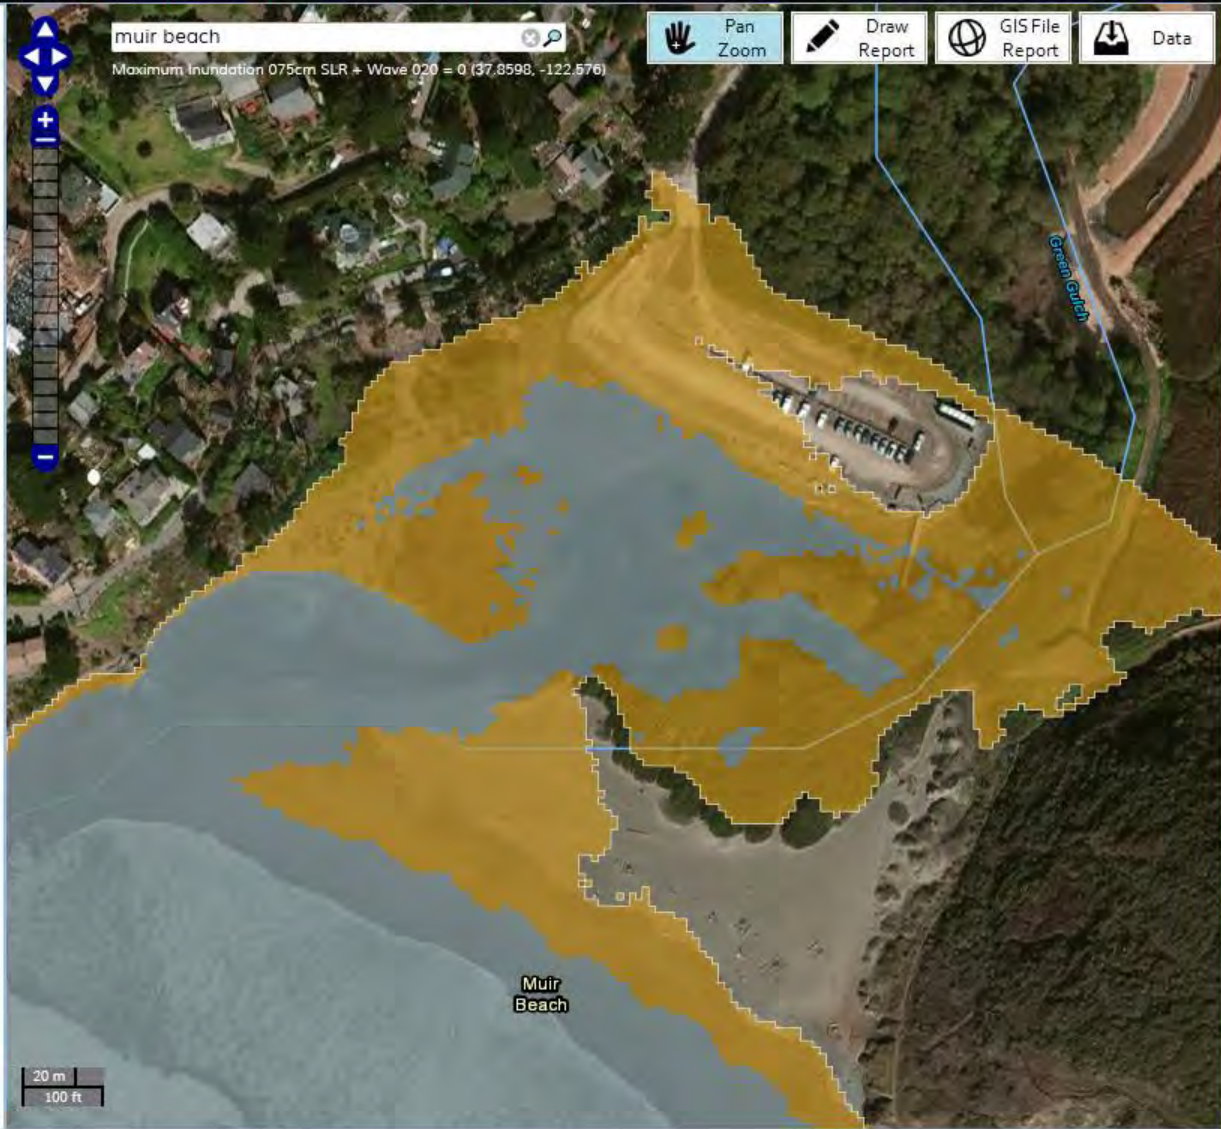 muir beach
Maximum Inundation 075cm SLR + Wave 020 = 0 (37.8598, -122.576)
Pan
Zoom
Draw
Report
GIS File
Report
Data
Green Gulch
Muir
Beach
20 m
100 ft